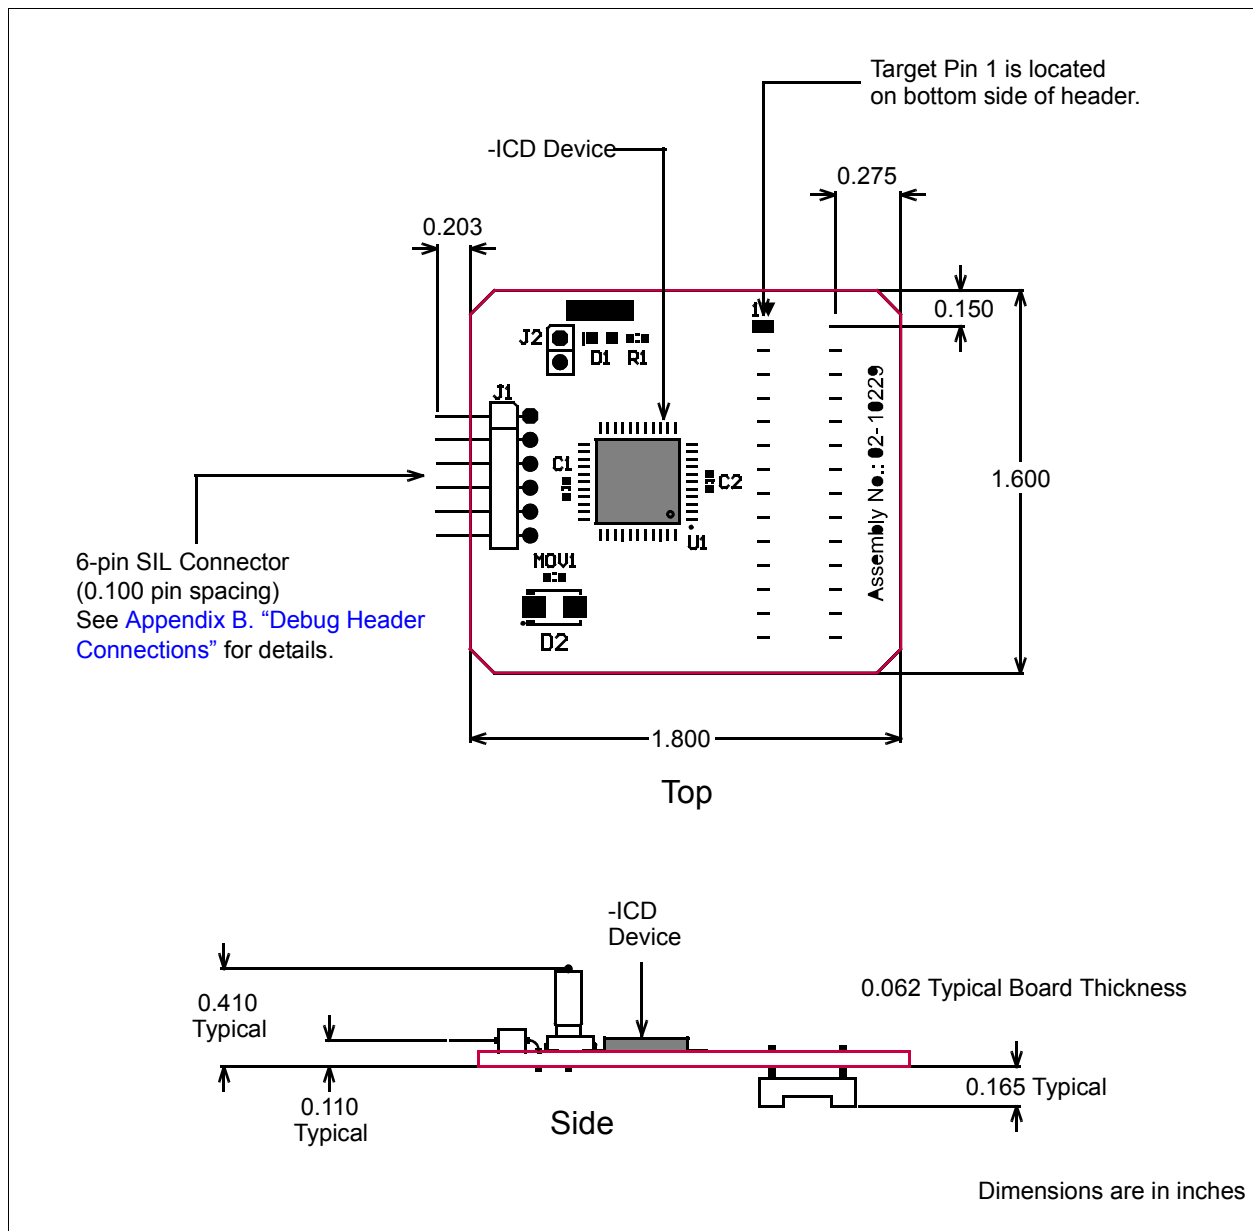 Target Pin 1 is located
on bottom side of header.
-ICD Device
0.275
0.203
0.150
1
J2
D1
R1
J1
C1
C2
U1
MOV1
D2
Assembly No.: 02-10229
1.600
6-pin SIL Connector
(0.100 pin spacing)
See Appendix B. “Debug Header
Connections” for details.
1.800
Top
-ICD
Device
0.062 Typical Board Thickness
0.410
Typical
0.110
Typical
0.165 Typical
Side
Dimensions are in inches